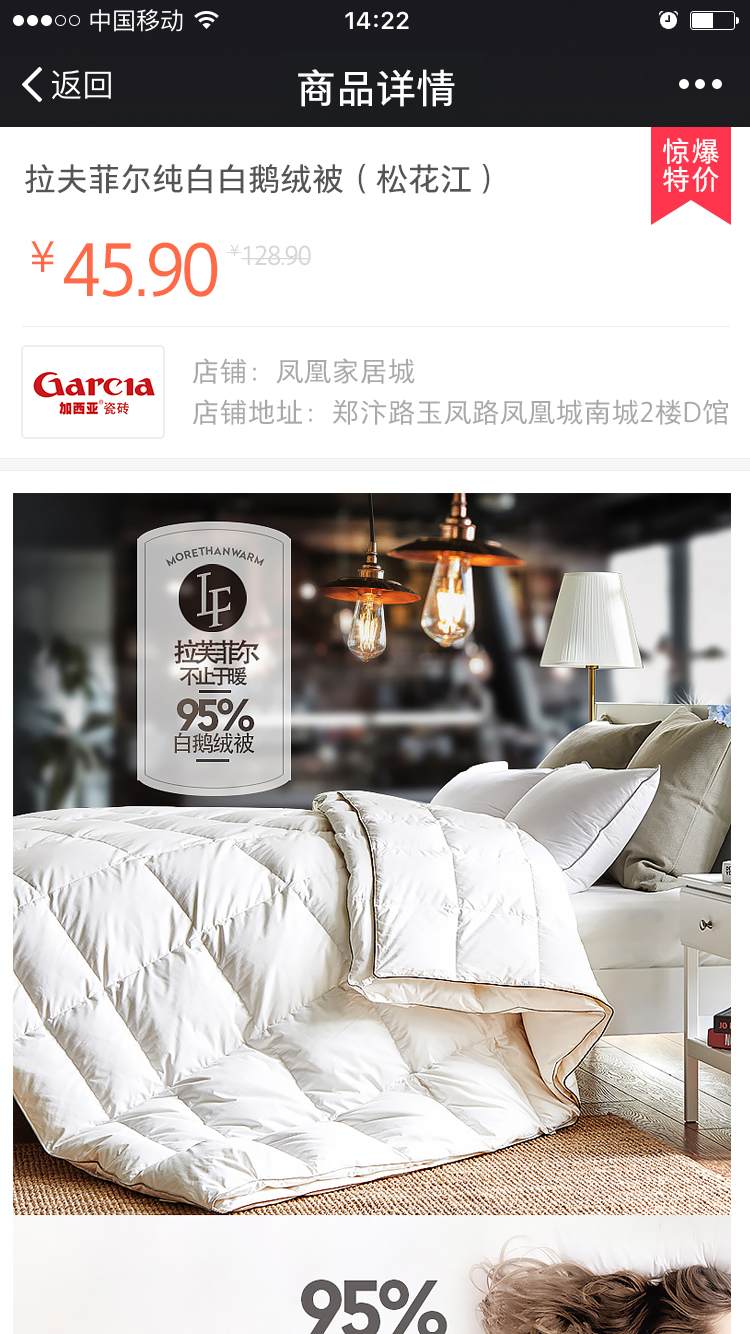 中国移动
14:22
返回
商品详情
惊爆
特价
拉夫菲尔纯白白鹅绒被（松花江）
¥45.90
¥128.90
Garcia
加西亚®瓷砖
店铺：凤凰家居城
店铺地址：郑汴路玉凤路凤凰城南城2楼D馆
MORETHANWARM
LF
拉芙菲尔
不止于暖
95%
白鹅绒被
95%